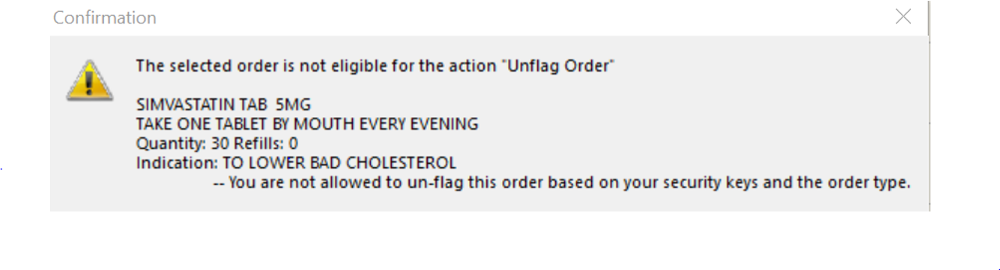 Confirmation
The selected order is not eligible for the action "Unflag Order"
SIMVASTATIN TAB 5MG
TAKE ONE TABLET BY MOUTH EVERY EVENING
Quantity: 30 Refills: 0
Indication: TO LOWER BAD CHOLESTEROL
-- You are not allowed to un-flag this order based on your security keys and the order type.